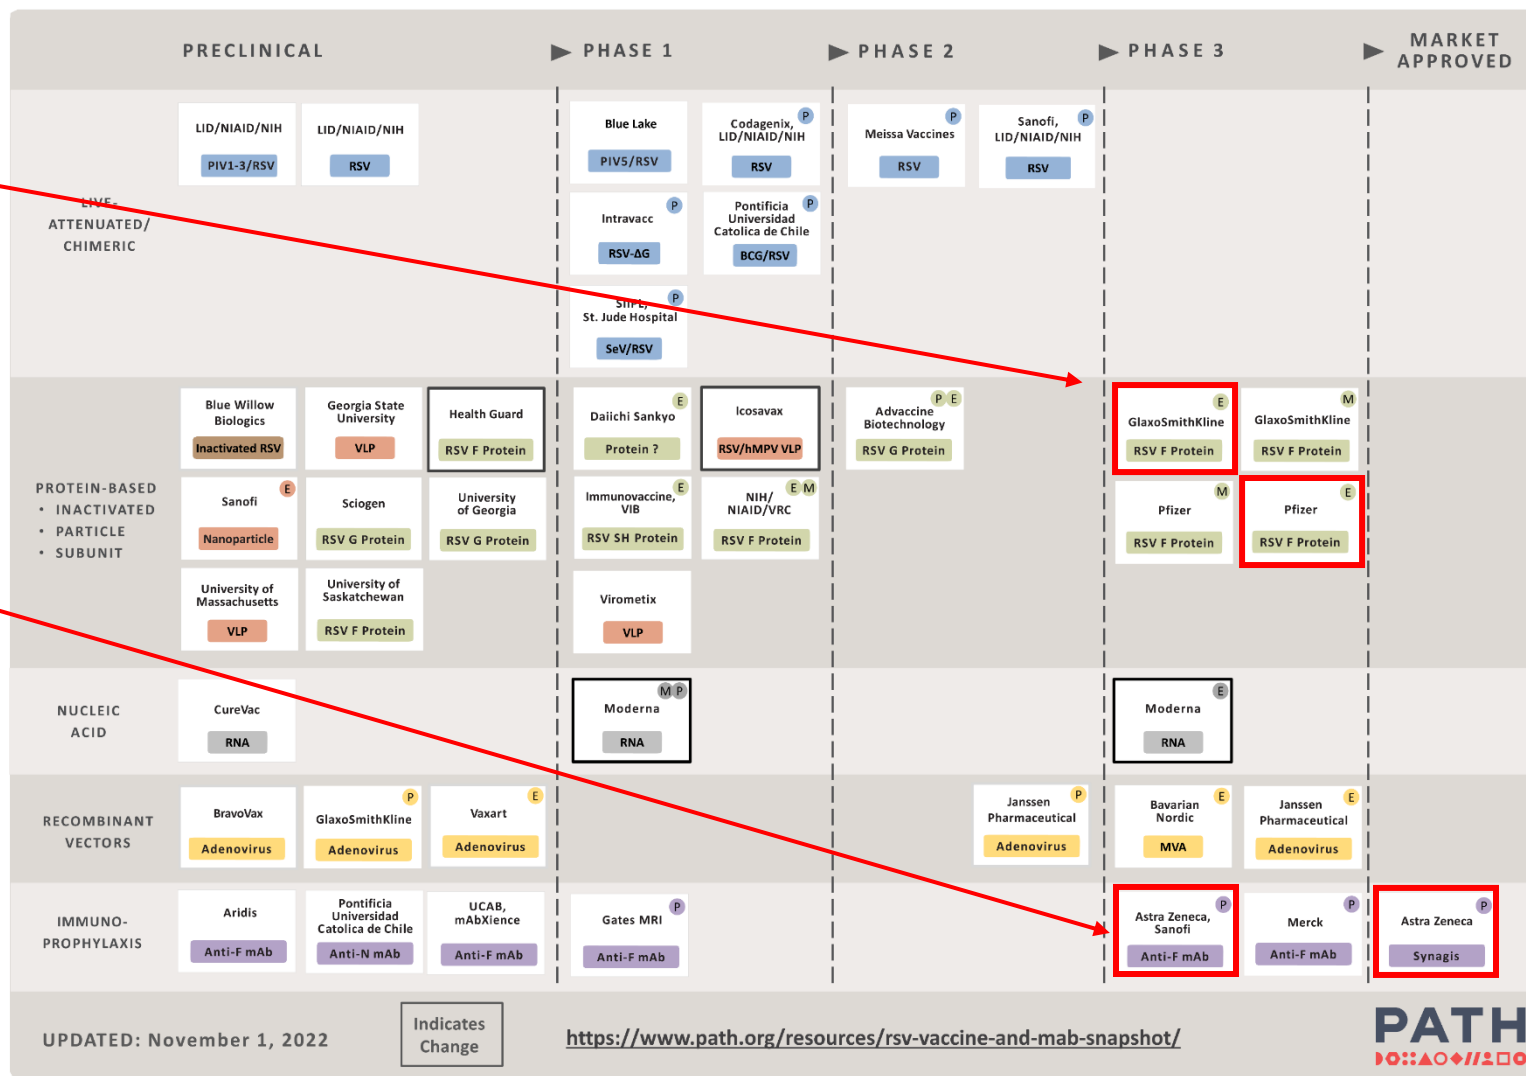 PRECLINICAL
PHASE 1
PHASE 2
PHASE 3
MARKET
APPROVED
LIVE-
ATTENUATED/
CHIMERIC
LID/NIAID/NIH
PIV1-3/RSV
LID/NIAID/NIH
RSV
Blue Lake
PIV5/RSV
P
Codagenix,
LID/NIAID/NIH
RSV
P
Meissa Vaccines
RSV
P
Sanofi,
LID/NIAID/NIH
RSV
P
Intravacc
RSV-ΔG
P
Pontificia
Universidad
Catolica de Chile
BCG/RSV
P
SIIPL,
St. Jude Hospital
SeV/RSV
PROTEIN-BASED
• INACTIVATED
• PARTICLE
• SUBUNIT
Blue Willow
Biologics
Inactivated RSV
Georgia State
University
VLP
Health Guard
RSV F Protein
E
Daiichi Sankyo
Protein ?
Icosavax
RSV/hMPV VLP
P E
Advaccine
Biotechnology
RSV G Protein
E
GlaxoSmithKline
RSV F Protein
M
GlaxoSmithKline
RSV F Protein
E
Sanofi
Nanoparticle
Sciogen
RSV G Protein
University
of Georgia
RSV G Protein
E
Immunovaccine,
VIB
RSV SH Protein
E M
NIH/
NIAID/VRC
RSV F Protein
M
Pfizer
RSV F Protein
E
Pfizer
RSV F Protein
University of
Massachusetts
VLP
University of
Saskatchewan
RSV F Protein
Virometix
VLP
NUCLEIC
ACID
CureVac
RNA
M P
Moderna
RNA
E
Moderna
RNA
RECOMBINANT
VECTORS
BravoVax
Adenovirus
P
GlaxoSmithKline
Adenovirus
E
Vaxart
Adenovirus
P
Janssen
Pharmaceutical
Adenovirus
E
Bavarian
Nordic
MVA
E
Janssen
Pharmaceutical
Adenovirus
IMMUNO-
PROPHYLAXIS
Aridis
Anti-F mAb
Pontificia
Universidad
Catolica de Chile
Anti-N mAb
UCAB,
mAbXience
Anti-F mAb
P
Gates MRI
Anti-F mAb
P
Astra Zeneca,
Sanofi
Anti-F mAb
P
Merck
Anti-F mAb
P
Astra Zeneca
Synagis
UPDATED: November 1, 2022
Indicates
Change
https://www.path.org/resources/rsv-vaccine-and-mab-snapshot/
PATH